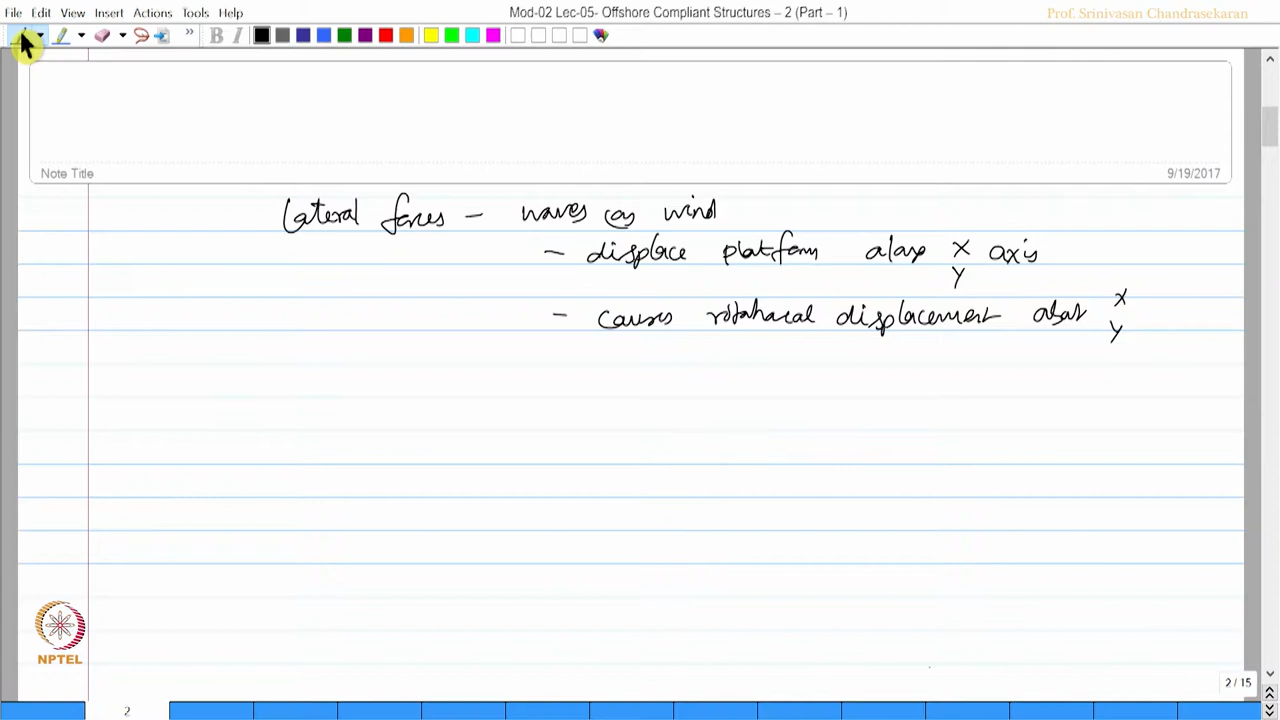 File Edit View Insert Actions Tools Help
Mod-02 Lec-05- Offshore Compliant Structures – 2 (Part – 1)
Prof. Srinivasan Chandrasekaran
B I
Note Title
9/19/2017
Lateral forces – waves wind
– displace platform along X axis
Y
– causes rotational displacement about X
Y
NPTEL
2 / 15
2